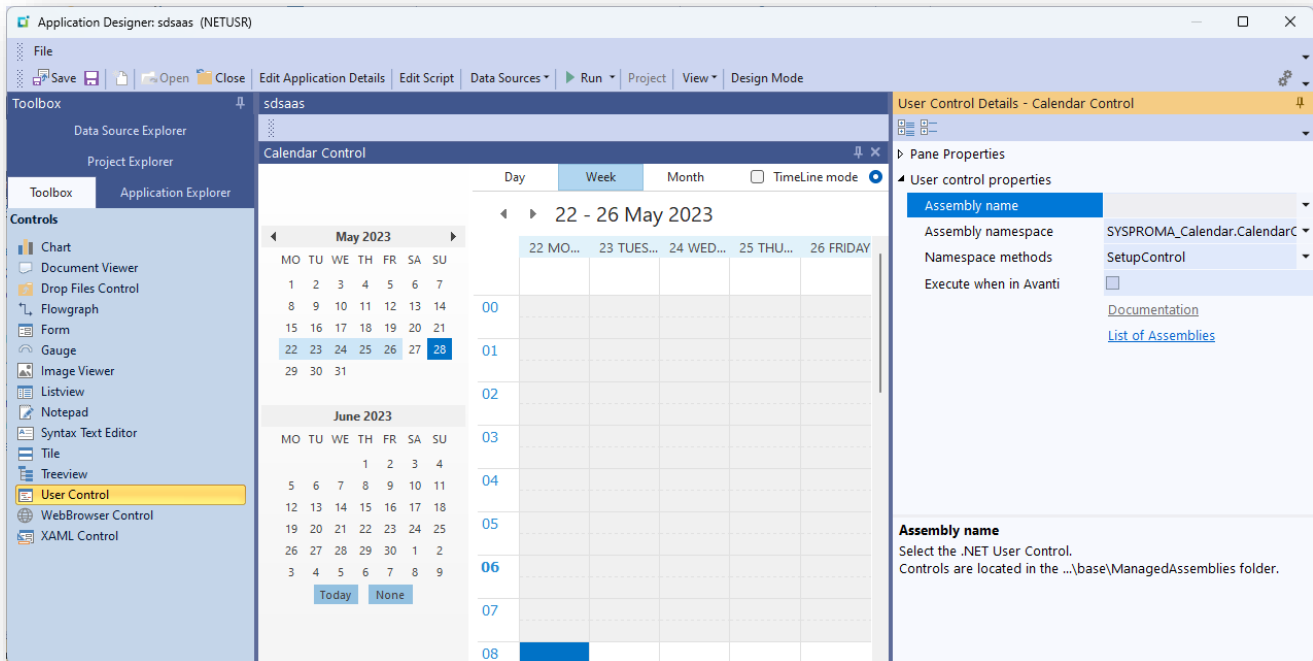 Application Designer: sdsaas (NETUSR)
File
Save Open Close Edit Application Details Edit Script Data Sources Run Project View Design Mode
Toolbox
Data Source Explorer
Project Explorer
Toolbox Application Explorer
Controls
Chart
Document Viewer
Drop Files Control
Flowgraph
Form
Gauge
Image Viewer
Listview
Notepad
Syntax Text Editor
Tile
Treeview
User Control
WebBrowser Control
XAML Control
sdsaas
Calendar Control
May 2023
MO TU WE TH FR SA SU
1 2 3 4 5 6 7
8 9 10 11 12 13 14
15 16 17 18 19 20 21
22 23 24 25 26 27 28
29 30 31
June 2023
MO TU WE TH FR SA SU
1 2 3 4
5 6 7 8 9 10 11
12 13 14 15 16 17 18
19 20 21 22 23 24 25
26 27 28 29 30 1 2
3 4 5 6 7 8 9
Today None
Day Week Month TimeLine mode
22 - 26 May 2023
22 MO... 23 TUES... 24 WED... 25 THU... 26 FRIDAY
00
01
02
03
04
05
06
07
08
User Control Details - Calendar Control
Pane Properties
User control properties
Assembly name
Assembly namespace SYSPROMA_Calendar.CalendarC
Namespace methods SetupControl
Execute when in Avanti
Documentation
List of Assemblies
Assembly name
Select the .NET User Control.
Controls are located in the ...\base\ManagedAssemblies folder.